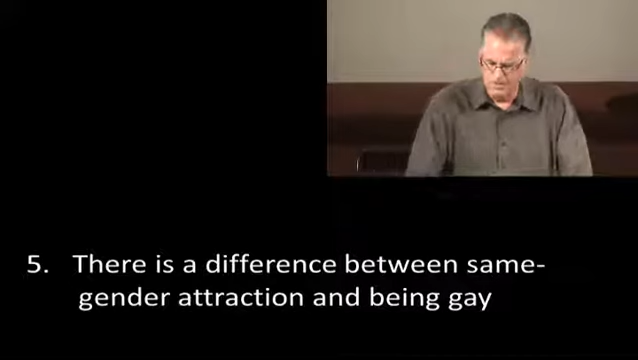 5. There is a difference between same-
gender attraction and being gay